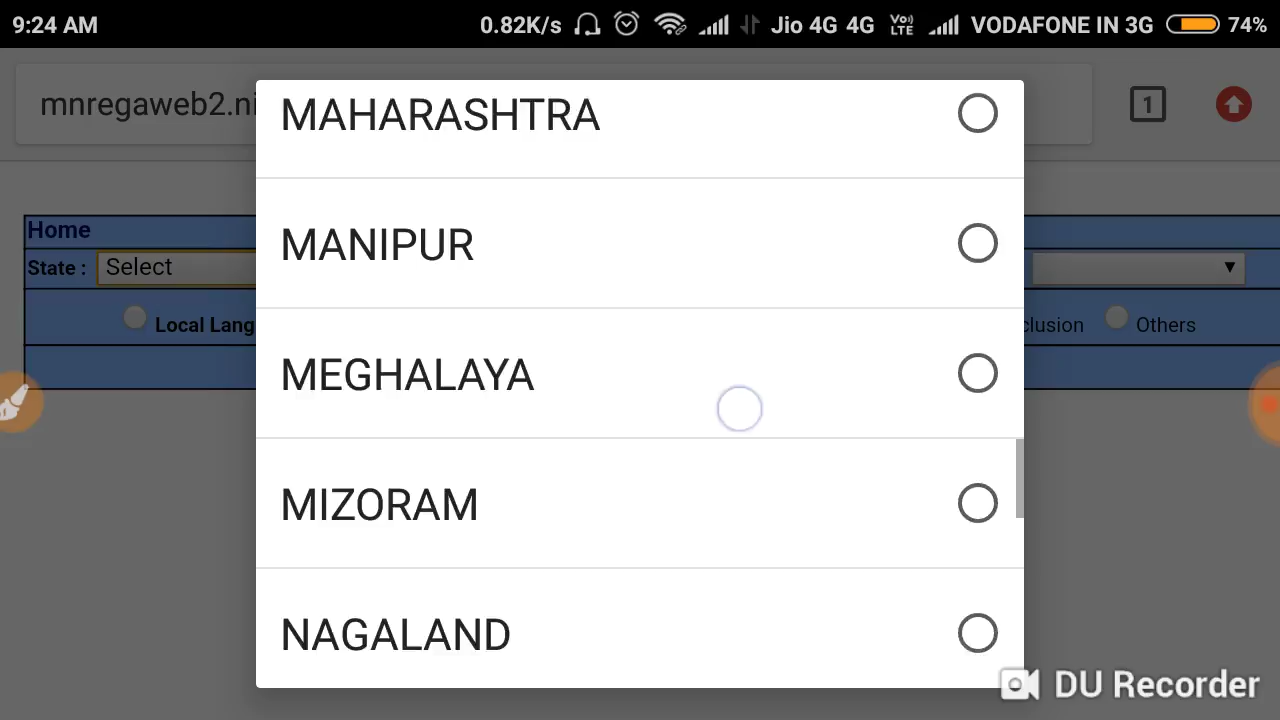 9:24 AM 0.82K/s Jio 4G 4G Vo) LTE VODAFONE IN 3G 74%
mnregaweb2.ni 1
MAHARASHTRA
MANIPUR
Home
State : Select
MEGHALAYA
Local Lang clusion Others
MIZORAM
NAGALAND
DU Recorder